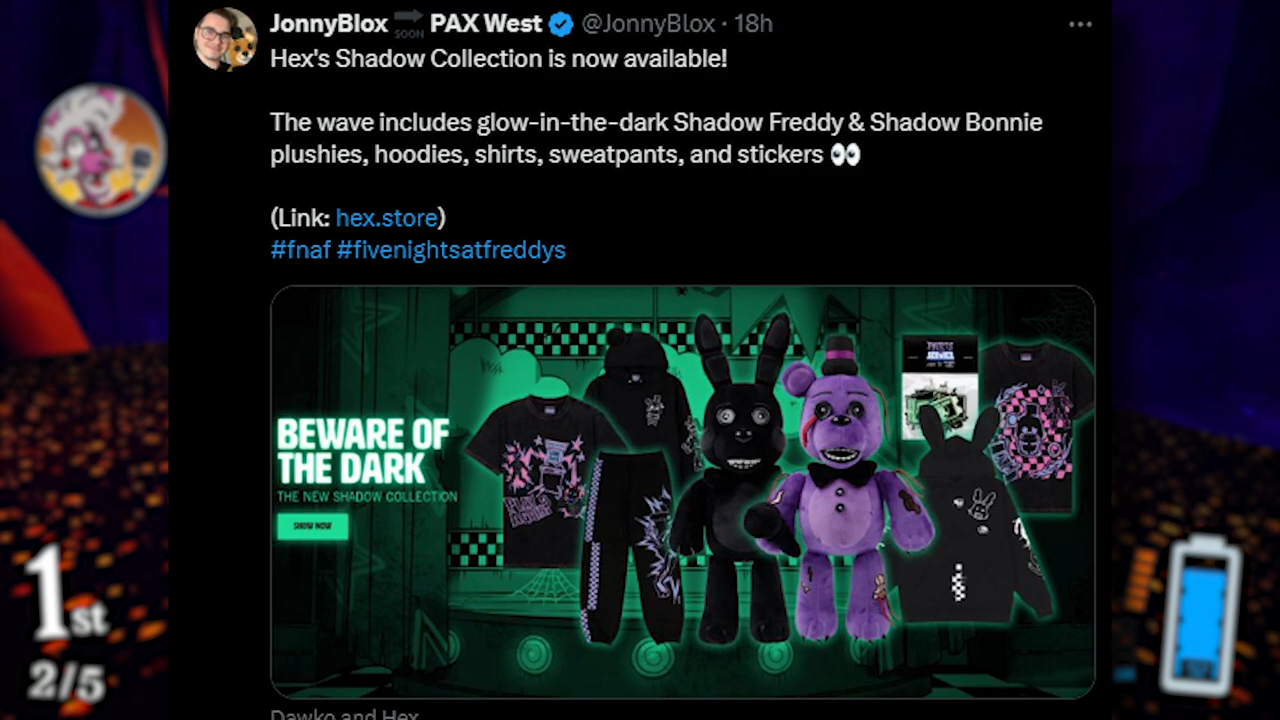 JonnyBlox SOON PAX West @JonnyBlox · 18h
Hex's Shadow Collection is now available!
The wave includes glow-in-the-dark Shadow Freddy & Shadow Bonnie
plushies, hoodies, shirts, sweatpants, and stickers 👀
(Link: hex.store)
#fnaf #fivenightsatfreddys
BEWARE OF
THE DARK
THE NEW SHADOW COLLECTION
SHOW NOW
Dawko and Hex
1st
2/5